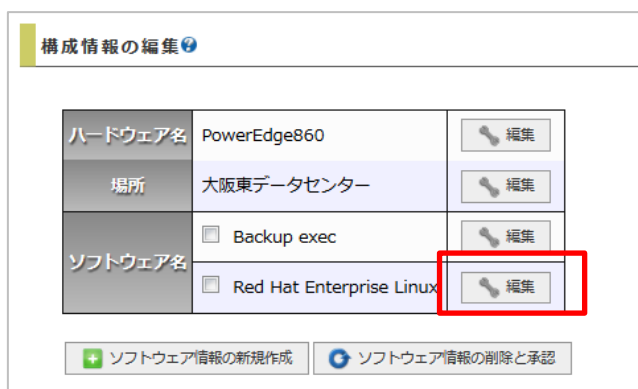 構成情報の編集?
ハードウェア名 PowerEdge860 編集
場所 大阪東データセンター 編集
ソフトウェア名
Backup exec 編集
Red Hat Enterprise Linux 編集
ソフトウェア情報の新規作成 ソフトウェア情報の削除と承認